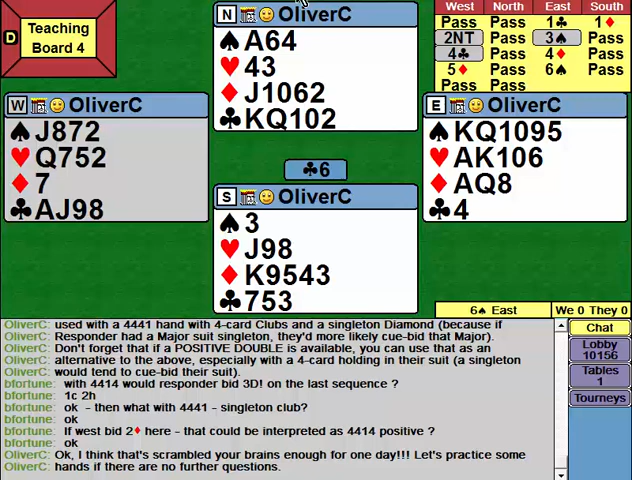 D
Teaching
Board 4
N OliverC
♠A64
♥43
♦J1062
♣KQ102
West North East South
Pass Pass 1♣ 1♦
2NT Pass 3♠ Pass
4♣ Pass 4♦ Pass
5♦ Pass 6♠ Pass
Pass Pass
W OliverC
♠J872
♥Q752
♦7
♣AJ98
♣6
E OliverC
♠KQ1095
♥AK106
♦AQ8
♣4
S OliverC
♠3
♥J98
♦K9543
♣753
6♠ East We 0 They 0
OliverC: used with a 4441 hand with 4-card Clubs and a singleton Diamond (because if
OliverC: Responder had a Major suit singleton, they'd more likely cue-bid that Major).
OliverC: Don't forget that if a POSITIVE DOUBLE is available, you can use that as an
OliverC: alternative to the above, especially with a 4-card holding in their suit (a singleton
OliverC: would tend to cue-bid their suit).
bfortune: with 4414 would responder bid 3D! on the last sequence ?
bfortune: 1c 2h
bfortune: ok - then what with 4441 - singleton club?
bfortune: ok
bfortune: If west bid 2♦ here - that could be interpreted as 4414 positive ?
bfortune: ok
OliverC: Ok, I think that's scrambled your brains enough for one day!!! Let's practice some
OliverC: hands if there are no further questions.
Chat
Lobby
10156
Tables
1
Tourneys